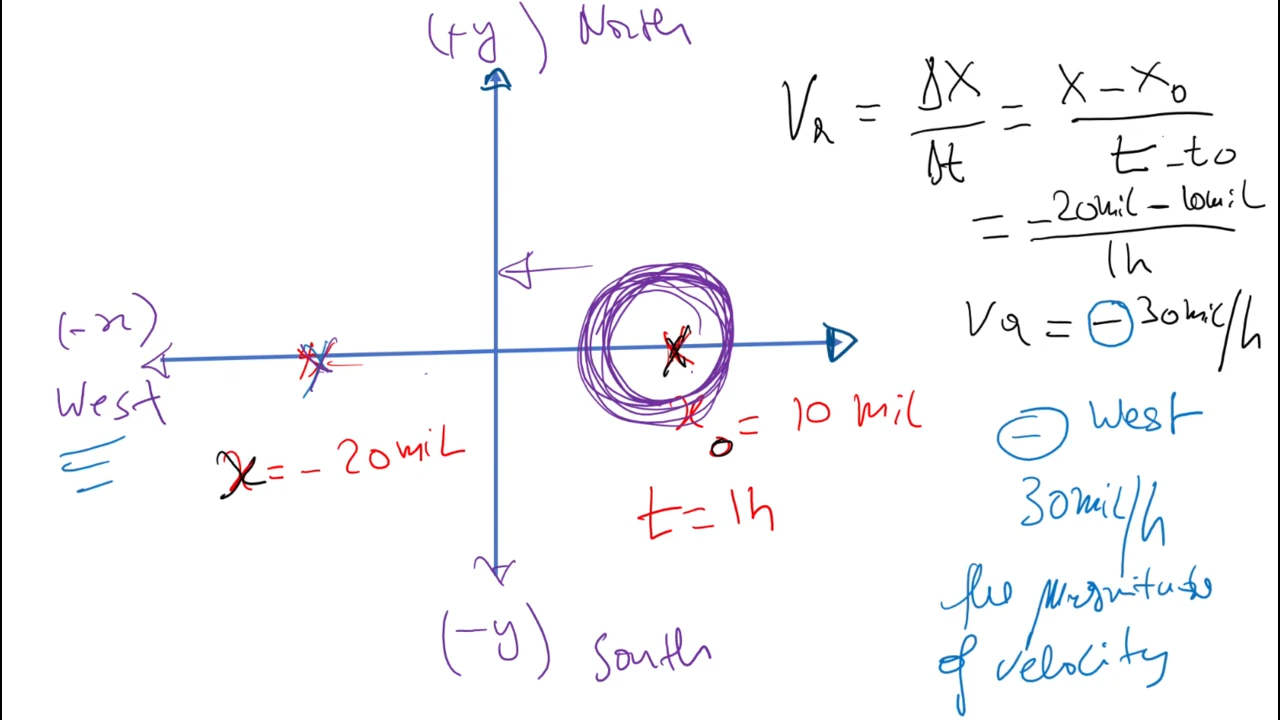 (+y) North
Va = ΔX/Δt = X - X₀/t - t₀
= -20mil - 10mil/1h
Va = -30mil/h
(-x)
West
x = -20mil
x₀ = 10 mil
t = 1h
- West
30mil/h
the Magnitude
of velocity
(-y) South